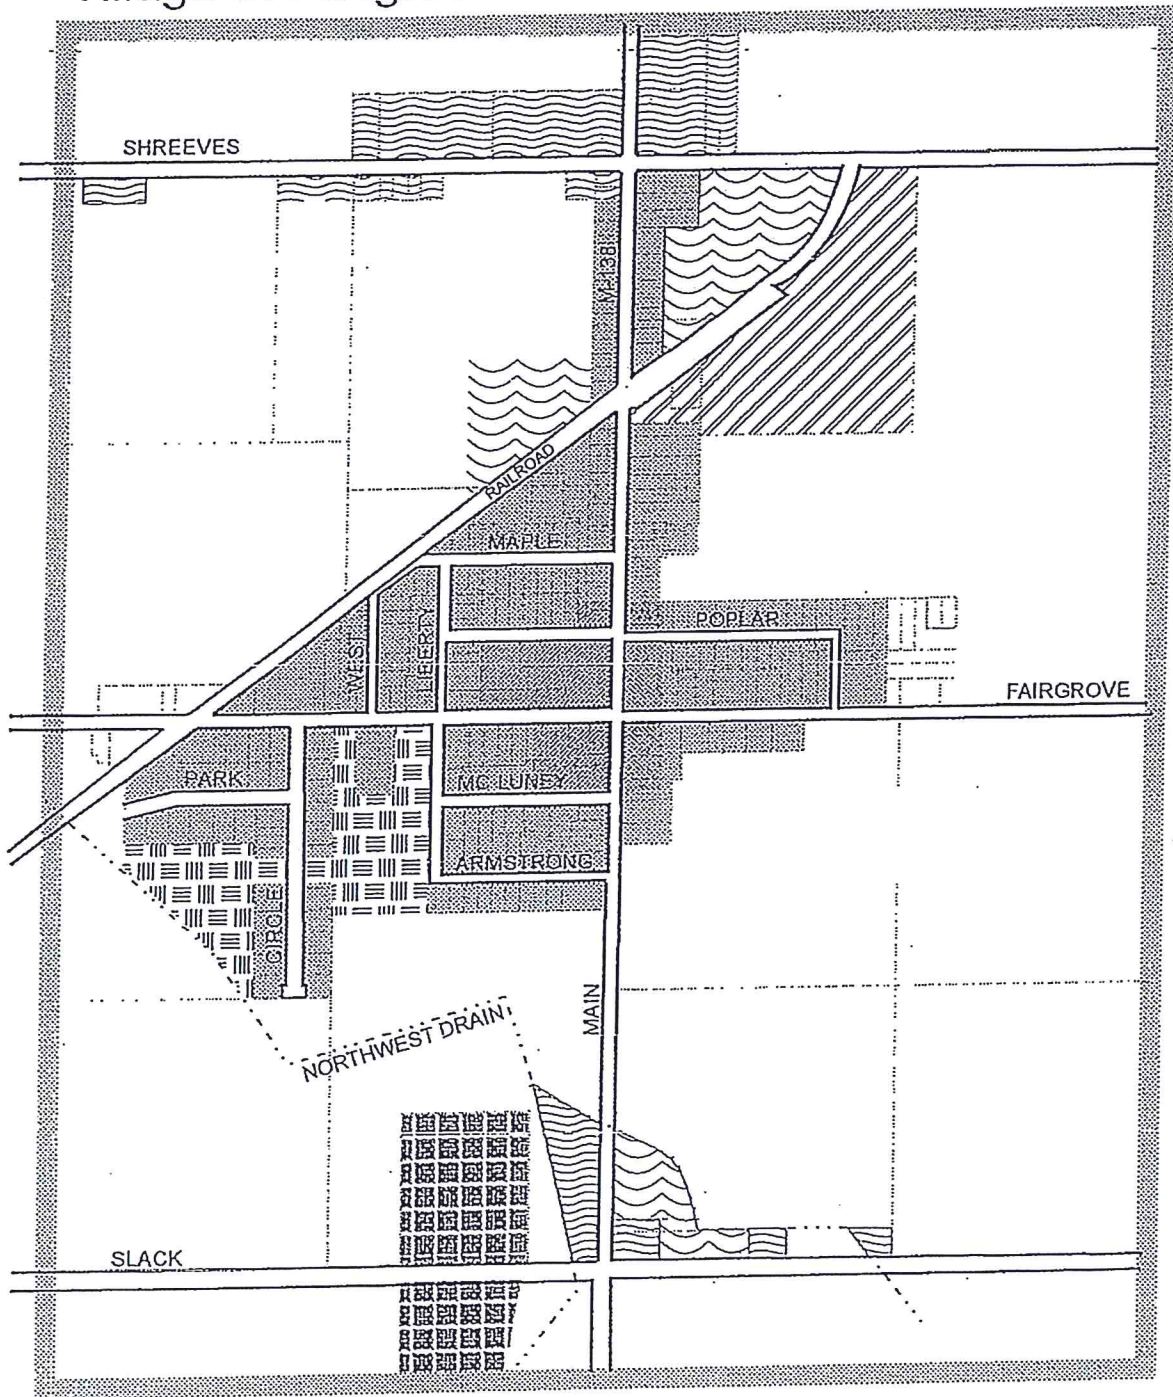 SHREEVES
M-138
RAILROAD
MAPLE
POPLAR
WEST
LIBERTY
FAIRGROVE
PARK
MC LUNEY
ARMSTRONG
CIRCLE
MAIN
NORTHWEST DRAIN
SLACK